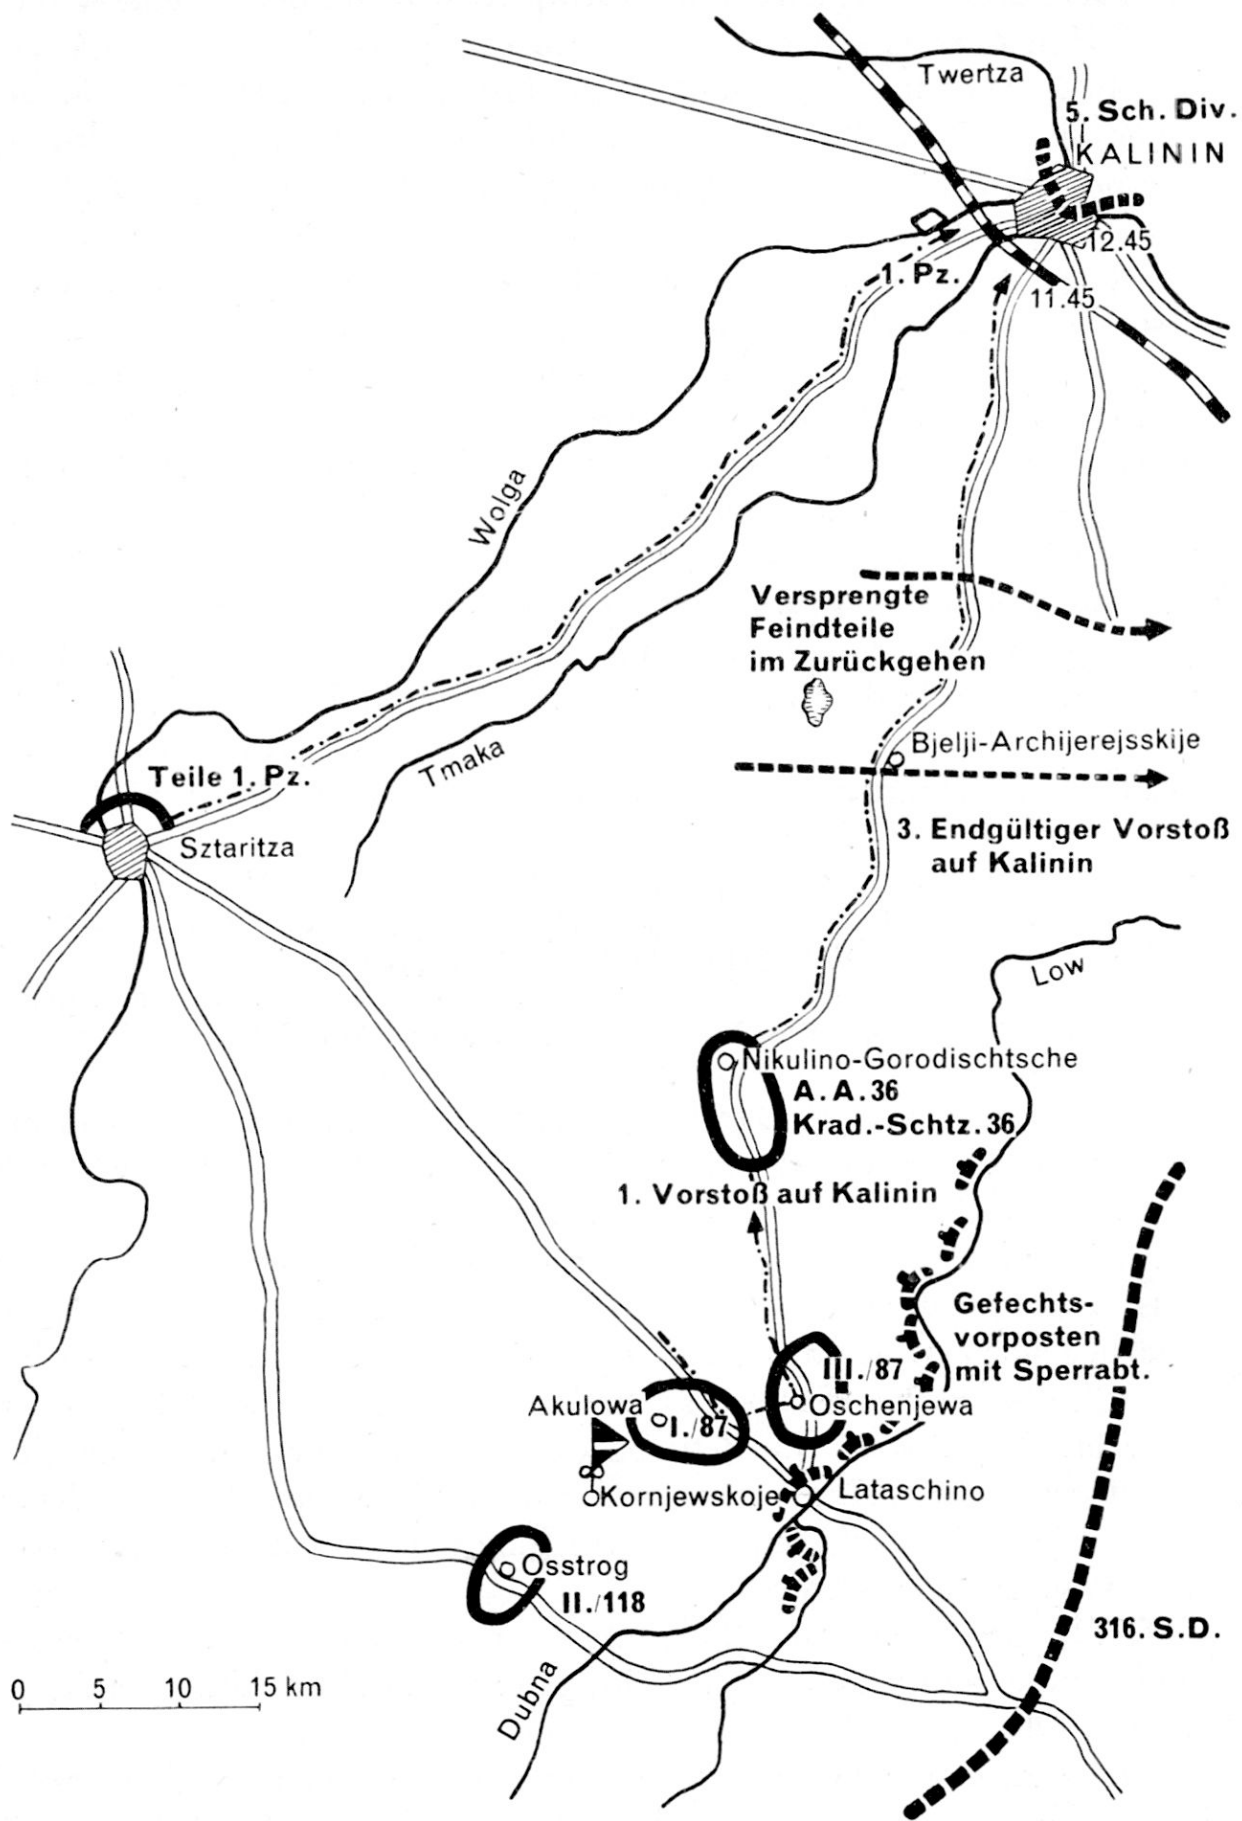 Twertza
5. Sch. Div.
KALININ
12.45
1. Pz.
11.45
Wolga
Versprengte
Feindteile
im Zurückgehen
Bjelji-Archijerejsskije
Tmaka
Teile 1. Pz.
Sztaritza
3. Endgültiger Vorstoß
auf Kalinin
Low
Nikulino-Gorodischtsche
A.A.36
Krad.-Schtz.36
1. Vorstoß auf Kalinin
Gefechts-
vorposten
mit Sperrabt.
III./87
Oschenjewa
Akulowa
I./87
Kornjewskoje
Lataschino
Osstrog
II./118
316. S.D.
Dubna
0 5 10 15 km